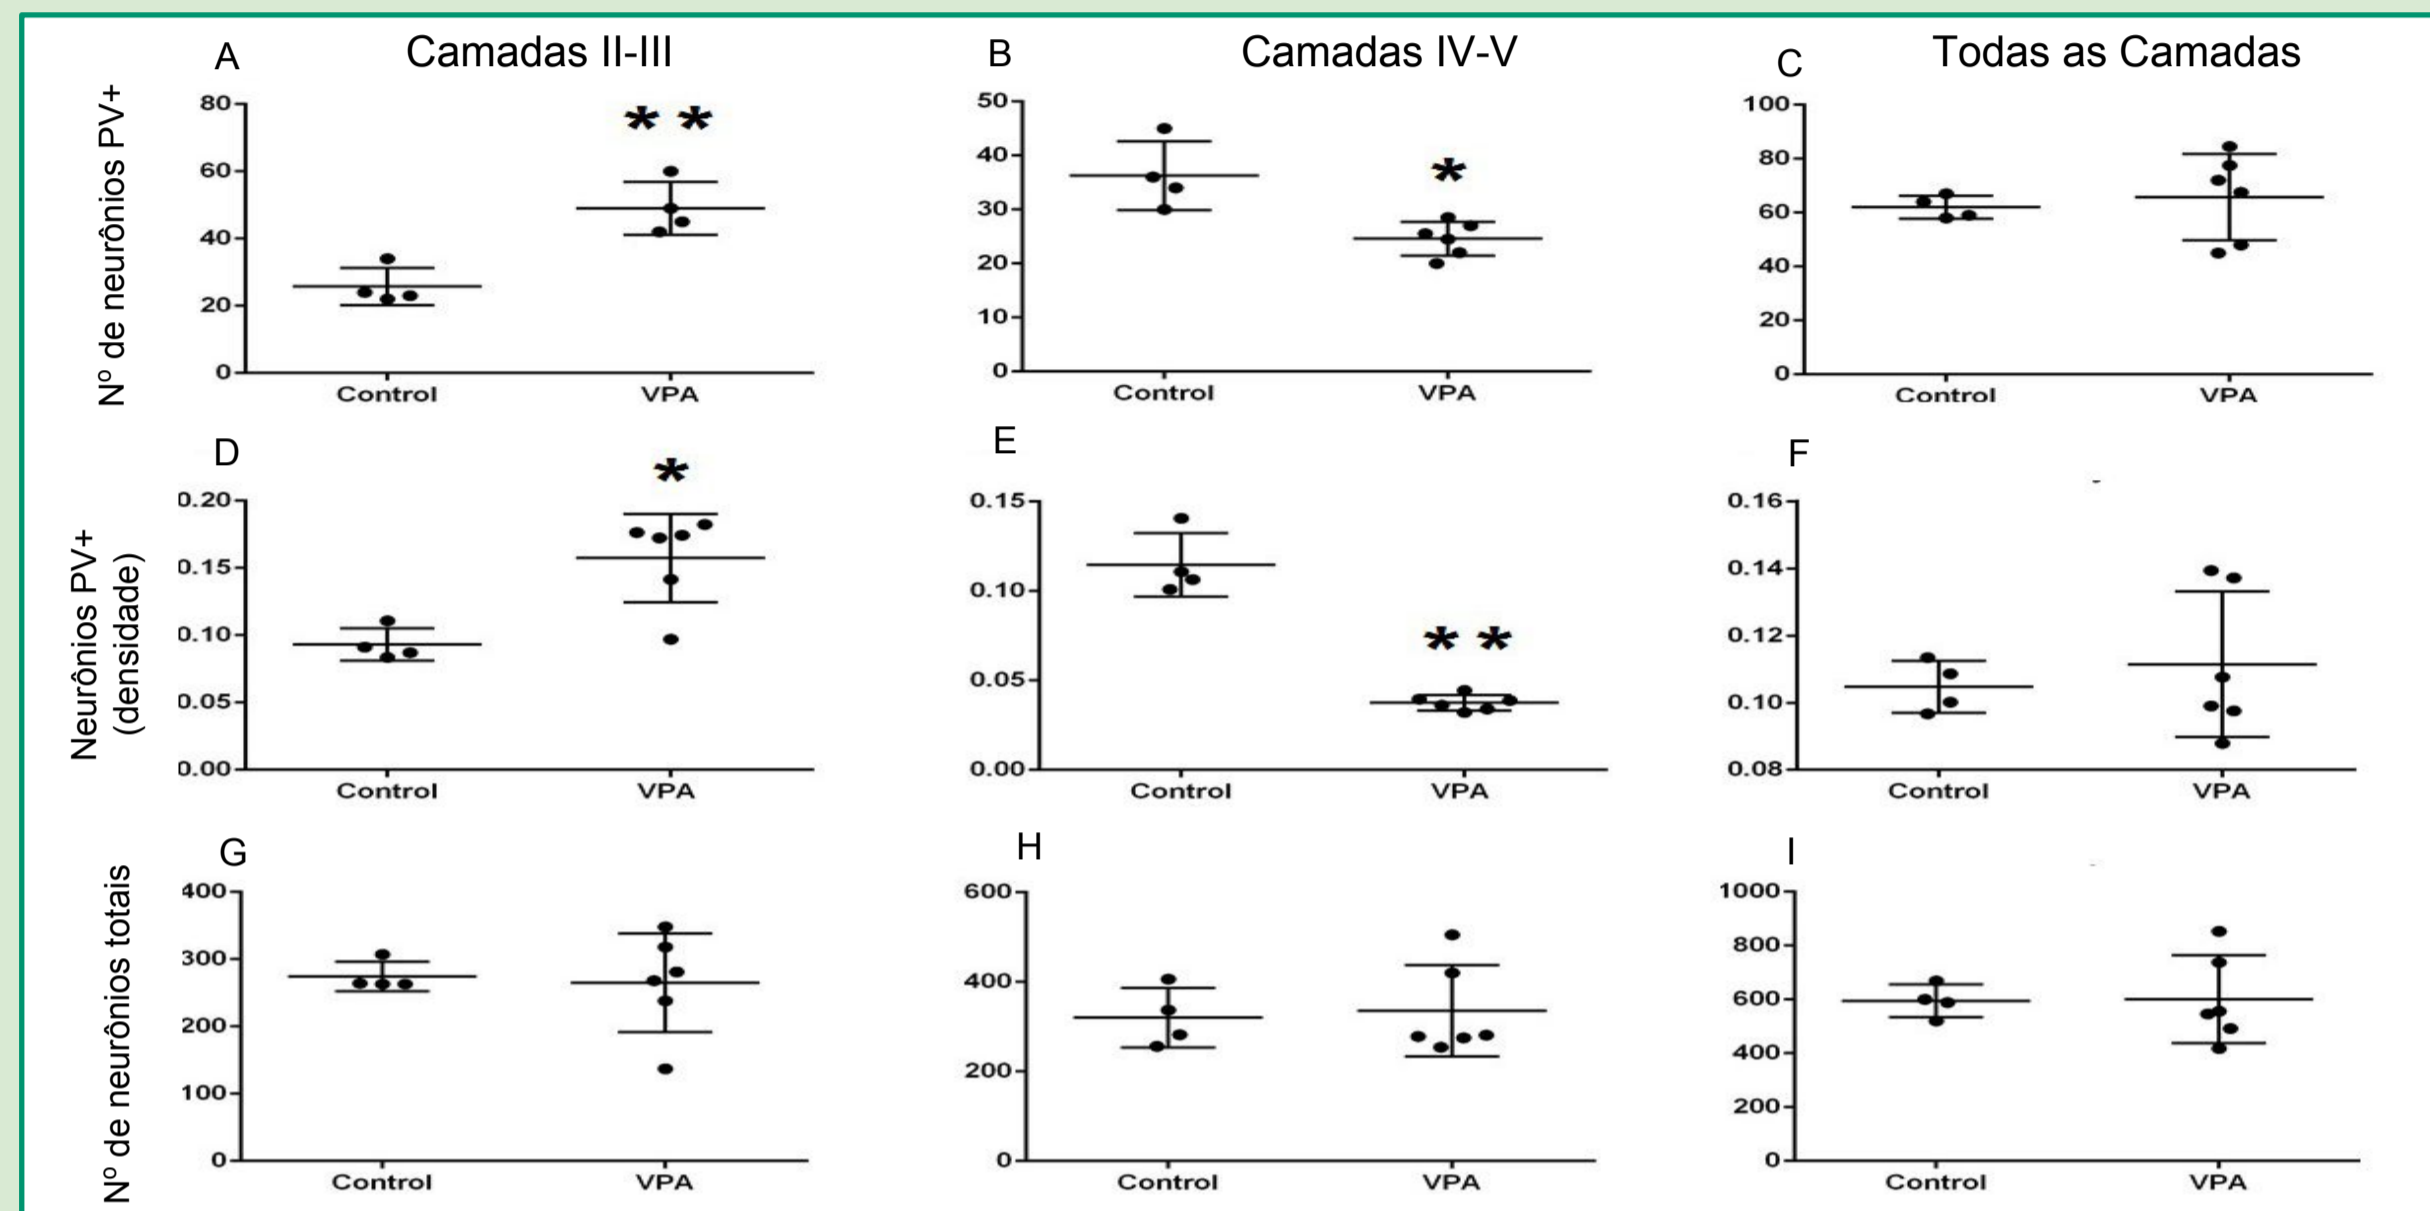 A
Camadas II-III
B
Camadas IV-V
C
Todas as Camadas
Nº de neurônios PV+
80
60
40
20
0
* *
Control
VPA
50
40
30
20
10
0
*
Control
VPA
100
80
60
40
20
0
Control
VPA
D
E
F
Neurônios PV+
(densidade)
0.20
0.15
0.10
0.05
0.00
*
Control
VPA
0.15
0.10
0.05
0.00
* *
Control
VPA
0.16
0.14
0.12
0.10
0.08
Control
VPA
G
H
I
Nº de neurônios totais
400
300
200
100
0
Control
VPA
600
400
200
0
Control
VPA
1000
800
600
400
200
0
Control
VPA